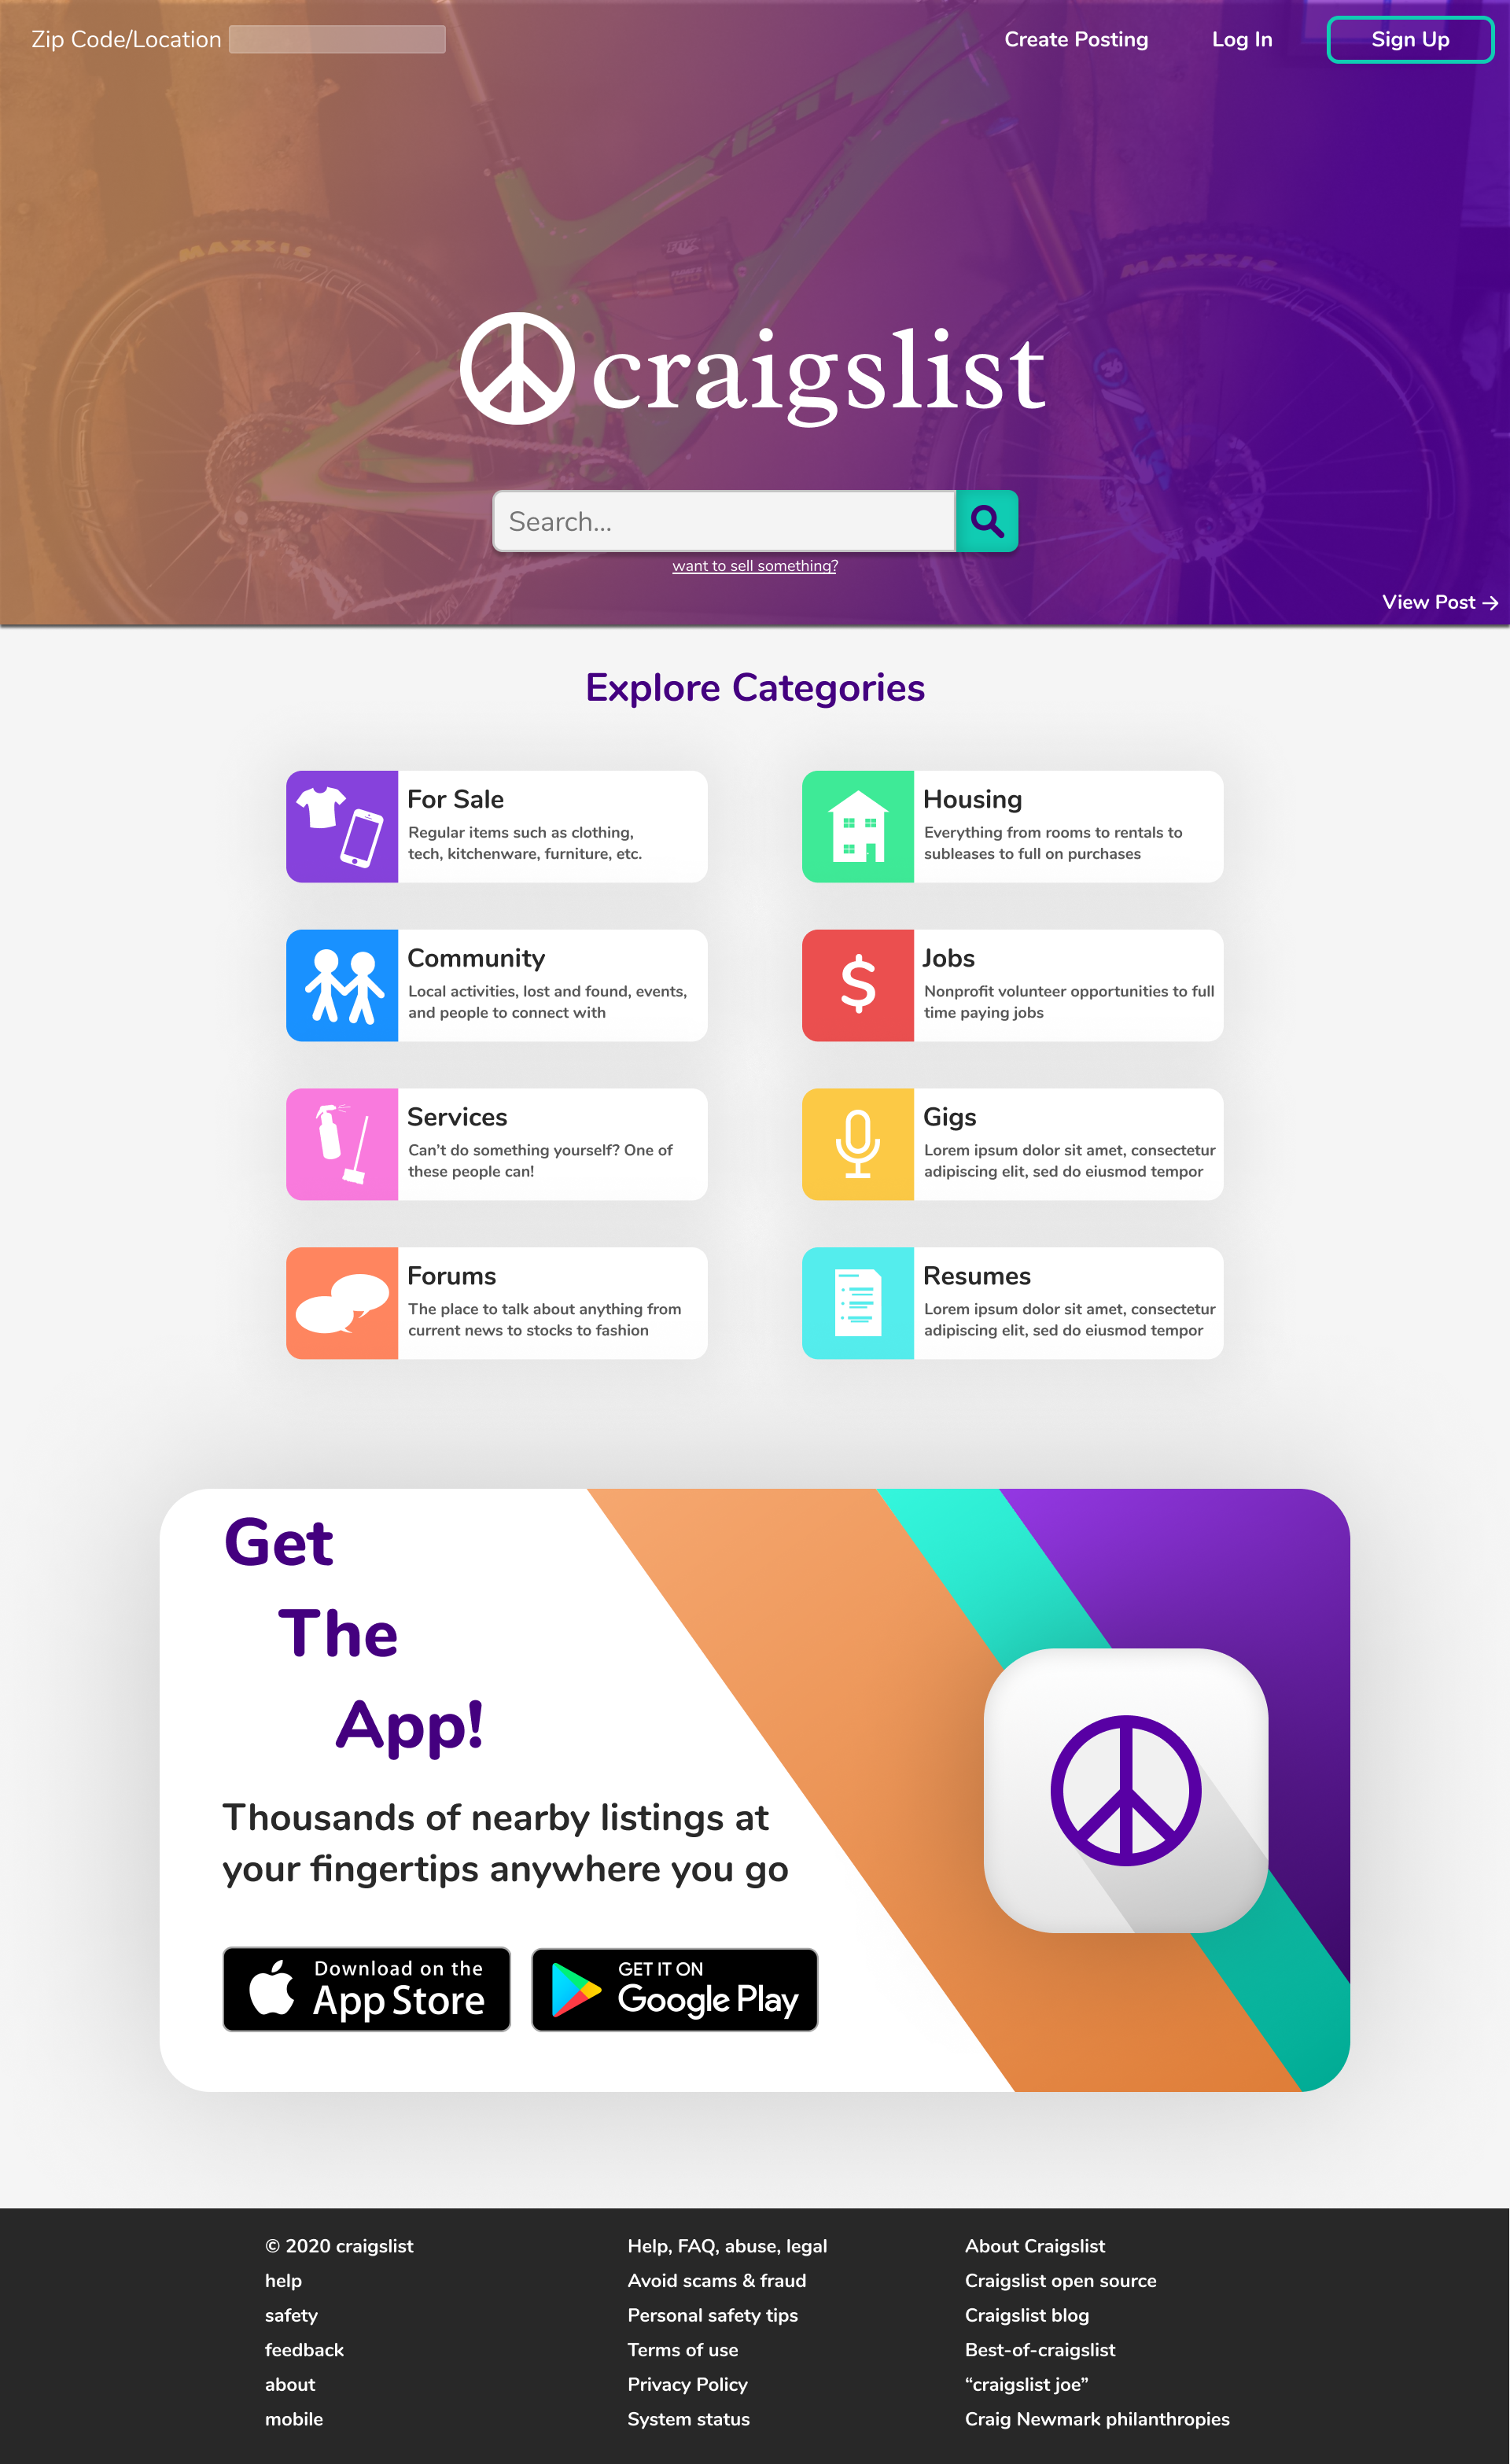 Zip Code/Location
Create Posting
Log In
Sign Up
YETI
MAXXIS
FOX
MAXXIS
craigslist
Search...
want to sell something?
View Post →
Explore Categories
For Sale
Regular items such as clothing,
tech, kitchenware, furniture, etc.
Housing
Everything from rooms to rentals to
subleases to full on purchases
Community
Local activities, lost and found, events,
and people to connect with
$
Jobs
Nonprofit volunteer opportunities to full
time paying jobs
Services
Can't do something yourself? One of
these people can!
Gigs
Lorem ipsum dolor sit amet, consectetur
adipiscing elit, sed do eiusmod tempor
Forums
The place to talk about anything from
current news to stocks to fashion
Resumes
Lorem ipsum dolor sit amet, consectetur
adipiscing elit, sed do eiusmod tempor
Get
The
App!
Thousands of nearby listings at
your fingertips anywhere you go
Download on the
App Store
GET IT ON
Google Play
© 2020 craigslist
help
safety
feedback
about
mobile
Help, FAQ, abuse, legal
Avoid scams & fraud
Personal safety tips
Terms of use
Privacy Policy
System status
About Craigslist
Craigslist open source
Craigslist blog
Best-of-craigslist
“craigslist joe”
Craig Newmark philanthropies